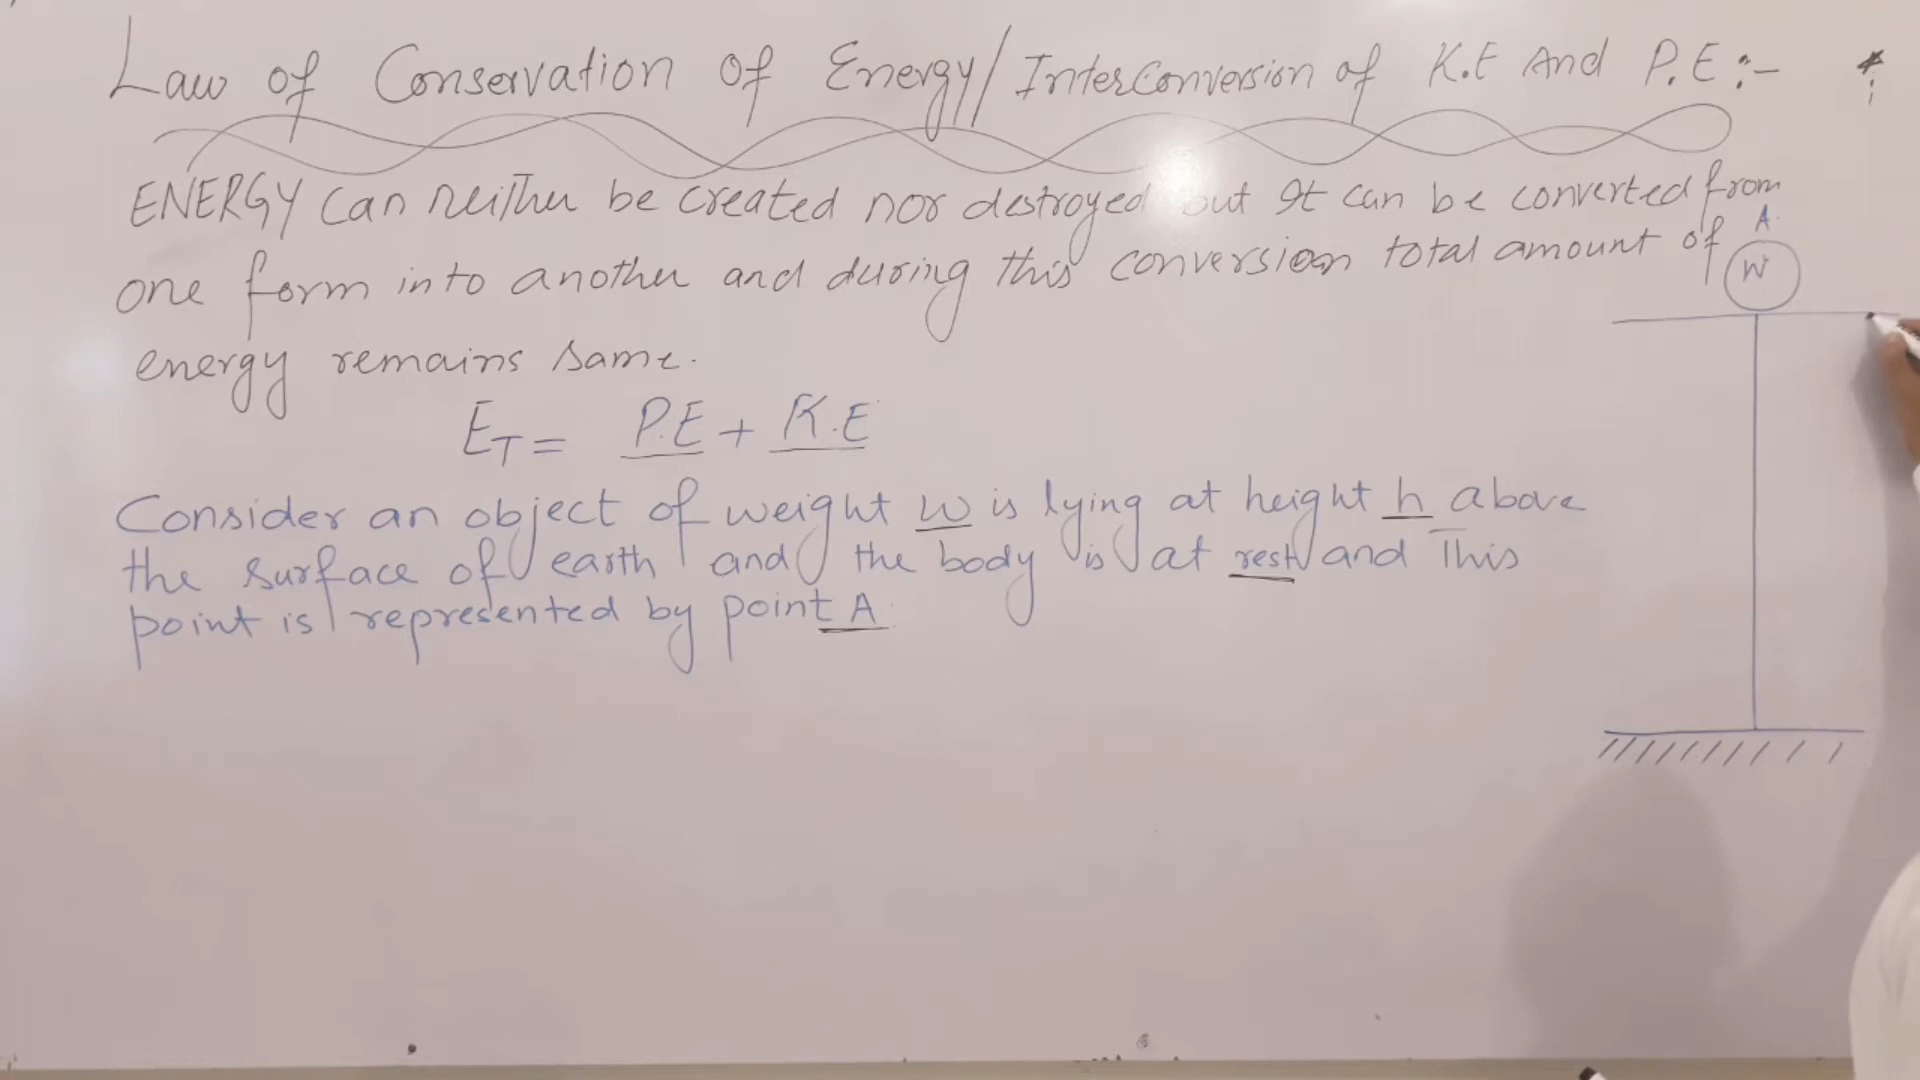 Law of Conservation of Energy/InterConversion of K.E And P.E :-
ENERGY can neither be created nor destroyed but It can be converted from
one form into another and during this conversion total amount of
energy remains same.
E_T = P.E + K.E
Consider an object of weight w is lying at height h above
the surface of earth and the body is at rest and This
point is represented by point A
A
W